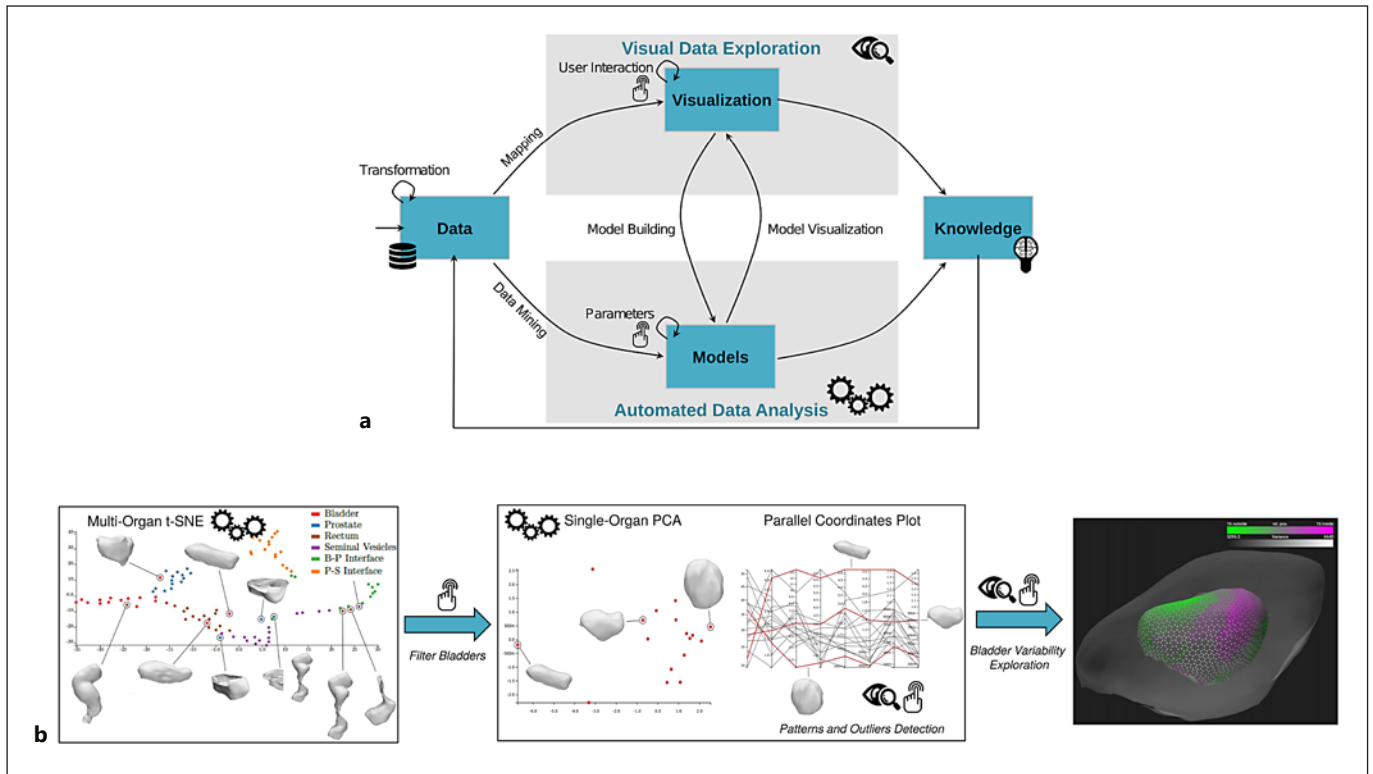 Visual Data Exploration
User Interaction
Visualization
Mapping
Transformation
Data
Model Building
Model Visualization
Knowledge
Data Mining
Parameters
Models
Automated Data Analysis
a
Multi-Organ t-SNE
Bladder
Prostate
Rectum
Seminal Vesicles
B-P Interface
P-S Interface
Filter Bladders
Single-Organ PCA
Parallel Coordinates Plot
Patterns and Outliers Detection
Bladder Variability
Exploration
Variance
b